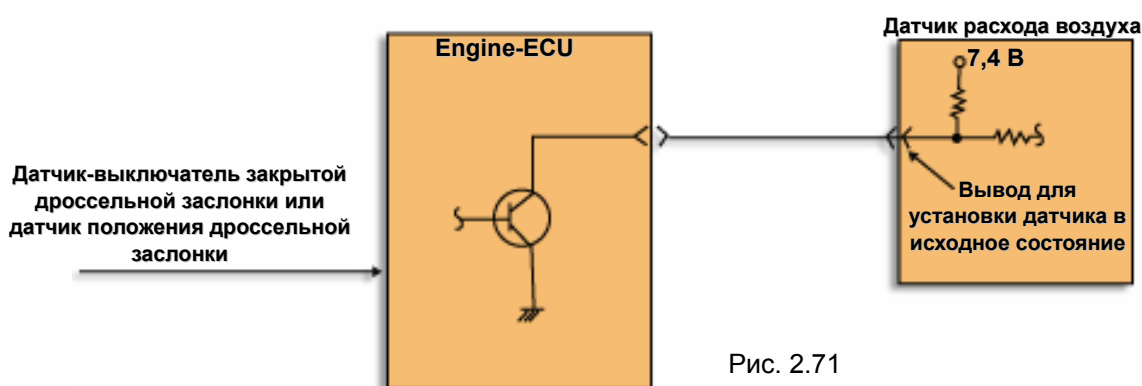 Датчик расхода воздуха
Engine-ECU
7,4 В
Датчик-выключатель закрытой
дроссельной заслонки или
датчик положения дроссельной
заслонки
Вывод для
установки датчика в
исходное состояние
Рис. 2.71